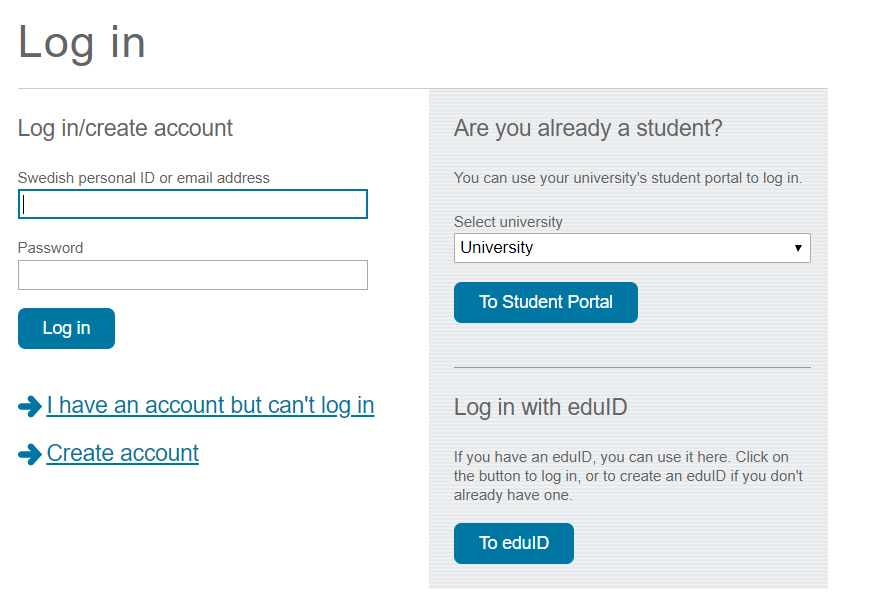 Log in
Log in/create account
Swedish personal ID or email address
Password
Log in
I have an account but can't log in
Create account
Are you already a student?
You can use your university's student portal to log in.
Select university
University
To Student Portal
Log in with eduID
If you have an eduID, you can use it here. Click on
the button to log in, or to create an eduID if you don't
already have one.
To eduID